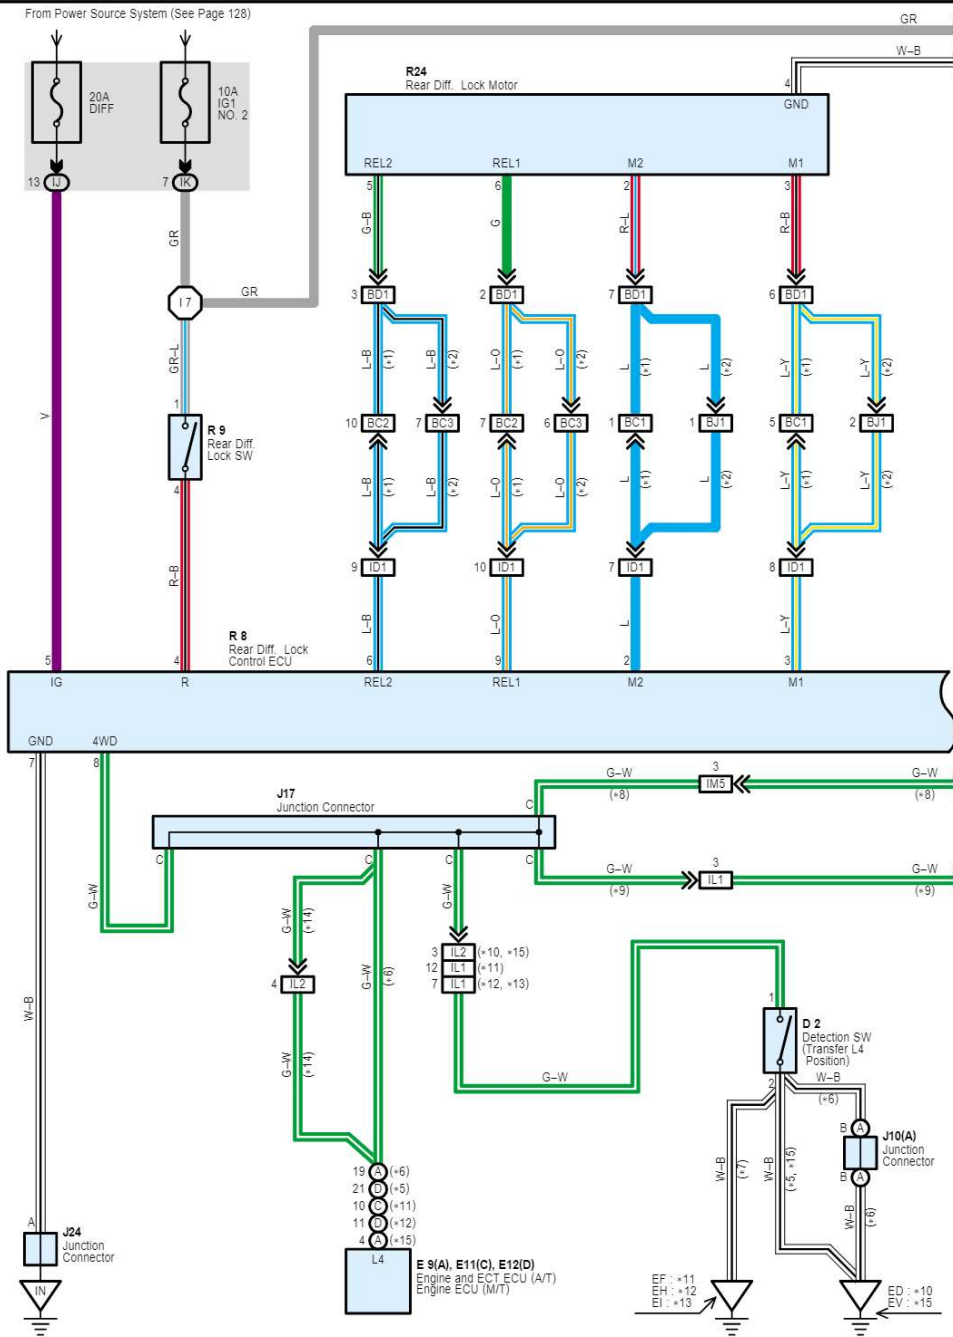 From Power Source System (See Page 128)
GR
W–B
20A
DIFF
10A
IG1
NO. 2
R24
Rear Diff. Lock Motor
4
GND
REL2
REL1
M2
M1
13
IJ
7
IK
5
6
2
3
GR
G–B
G
R–L
R–B
I 7
GR
3 BD1
2 BD1
7 BD1
6 BD1
GR–L
L–B
(*1)
L–B
(*2)
L–O
(*1)
L–O
(*2)
L
(*1)
L
(*2)
L–Y
(*1)
L–Y
(*2)
V
1
R 9
Rear Diff.
Lock SW
4
10 BC2
7 BC3
7 BC2
6 BC3
1 BC1
1 BJ1
5 BC1
2 BJ1
L–B
(*1)
L–B
(*2)
L–O
(*1)
L–O
(*2)
L
(*1)
L
(*2)
L–Y
(*1)
L–Y
(*2)
9 ID1
10 ID1
7 ID1
8 ID1
R–B
L–B
L–O
L
L–Y
R 8
Rear Diff. Lock
Control ECU
5
4
6
9
2
3
IG
R
REL2
REL1
M2
M1
GND
4WD
7
8
J17
Junction Connector
C
G–W
(*8)
3
IM5
G–W
(*8)
C
C
C
C
G–W
(*9)
3
IL1
G–W
(*9)
G–W
G–W
(*14)
G–W
(*6)
G–W
4 IL2
3 IL2 (*10, *15)
12 IL1 (*11)
7 IL1 (*12, *13)
W–B
G–W
(*14)
G–W
1
D 2
Detection SW
(Transfer L4
Position)
2
W–B
(*6)
B A
J10(A)
Junction
Connector
B A
W–B
(*7)
W–B
(*5, *15)
W–B
(*6)
19 A (*6)
21 D (*5)
10 C (*11)
11 D (*12)
4 A (*15)
L4
E 9(A), E11(C), E12(D)
Engine and ECT ECU (A/T)
Engine ECU (M/T)
A
J24
Junction
Connector
IN
EF : *11
EH : *12
EI : *13
ED : *10
EV : *15